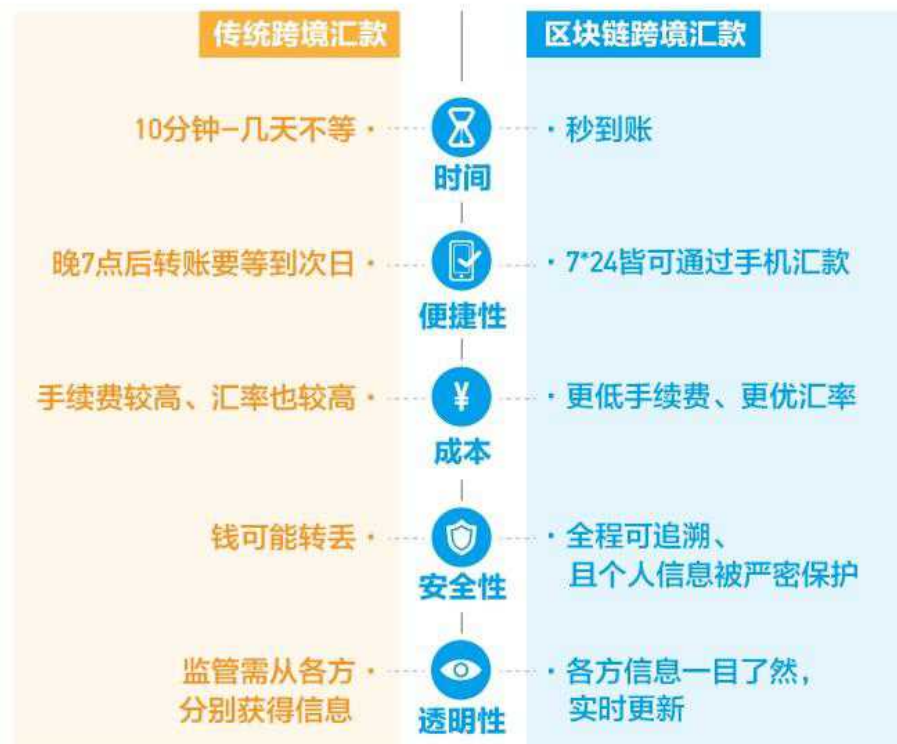 传统跨境汇款
区块链跨境汇款
10分钟-几天不等·
时间
·秒到账
晚7点后转账要等到次日·
便捷性
·7*24皆可通过手机汇款
手续费较高、汇率也较高·
¥
成本
·更低手续费、更优汇率
钱可能转丢·
安全性
·全程可追溯、
且个人信息被严密保护
监管需从各方·
分别获得信息
透明性
·各方信息一目了然，
实时更新